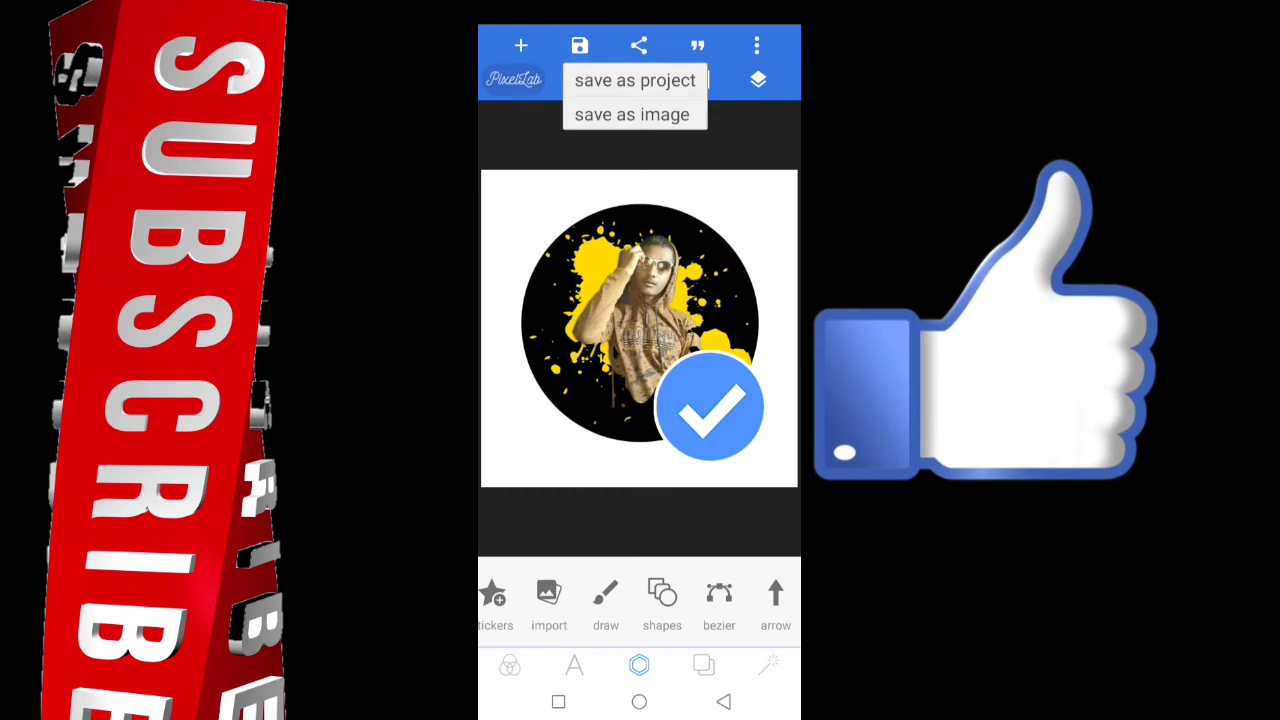 SUBSCRIBE
PixelLab
save as project
save as image
tickers import draw shapes bezier arrow